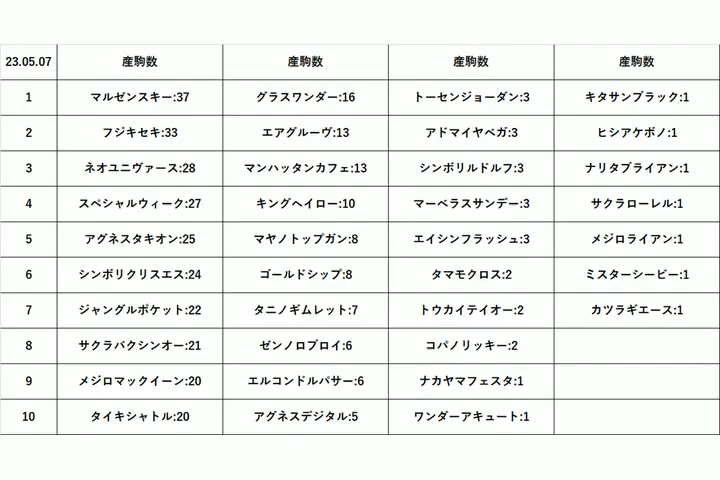 23.05.07 産駒数 産駒数 産駒数 産駒数
1 マルゼンスキー:37 グラスワンダー:16 トーセンジョーダン:3 キタサンブラック:1
2 フジキセキ:33 エアグルーヴ:13 アドマイヤベガ:3 ヒシアケボノ:1
3 ネオユニヴァース:28 マンハッタンカフェ:13 シンボリルドルフ:3 ナリタブライアン:1
4 スペシャルウィーク:27 キングヘイロー:10 マーベラスサンデー:3 サクラローレル:1
5 アグネスタキオン:25 マヤノトップガン:8 エイシンフラッシュ:3 メジロライアン:1
6 シンボリクリスエス:24 ゴールドシップ:8 タマモクロス:2 ミスターシービー:1
7 ジャングルポケット:22 タニノギムレット:7 トウカイテイオー:2 カツラギエース:1
8 サクラバクシンオー:21 ゼンノロブロイ:6 コパノリッキー:2
9 メジロマックイーン:20 エルコンドルパサー:6 ナカヤマフェスタ:1
10 タイキシャトル:20 アグネスデジタル:5 ワンダーアキュート:1